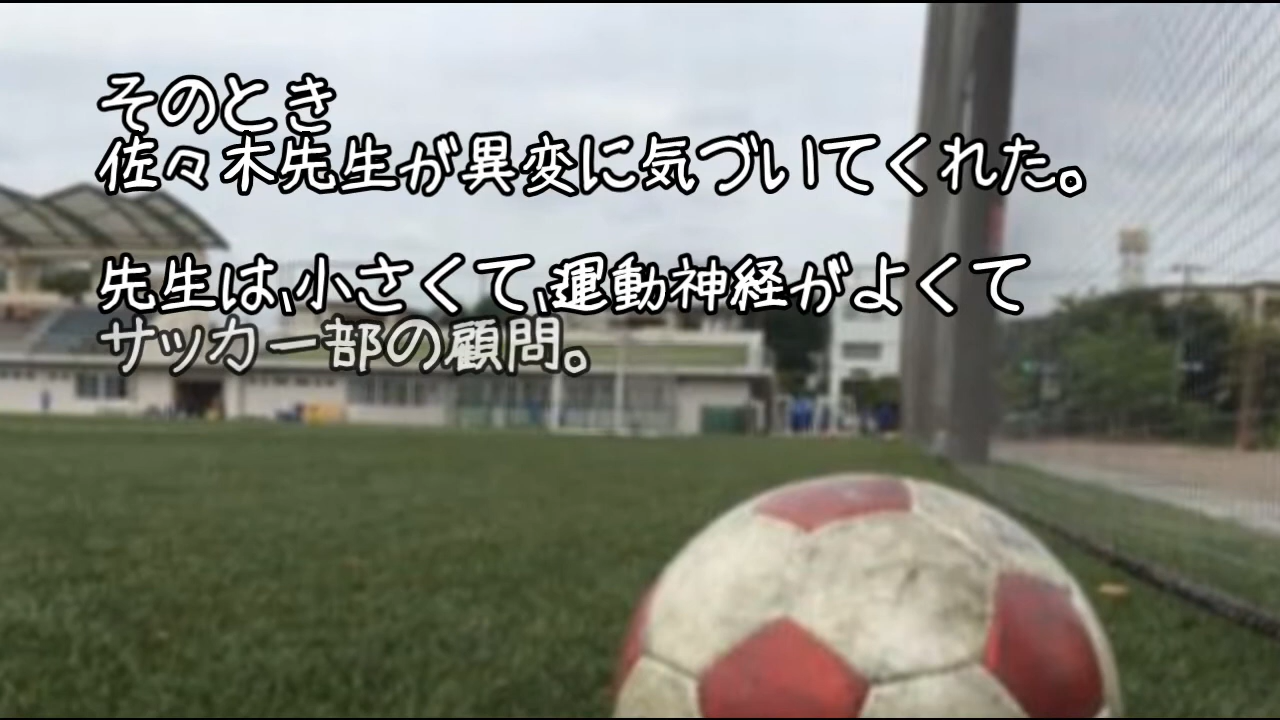 そのとき
佐々木先生が異変に気づいてくれた。
先生は、小さくて、運動神経がよくて
サッカー部の顧問。